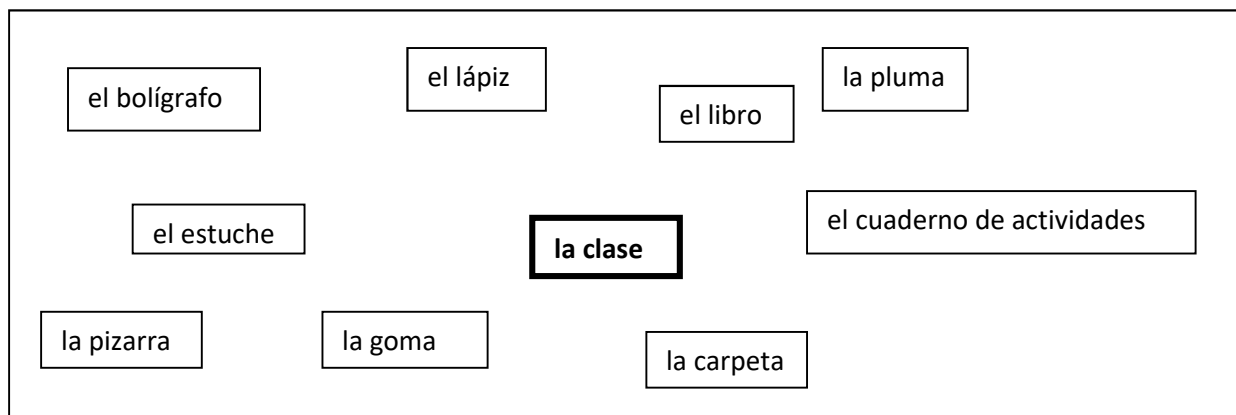 el bolígrafo
el lápiz
el libro
la pluma
el estuche
la clase
el cuaderno de actividades
la pizarra
la goma
la carpeta